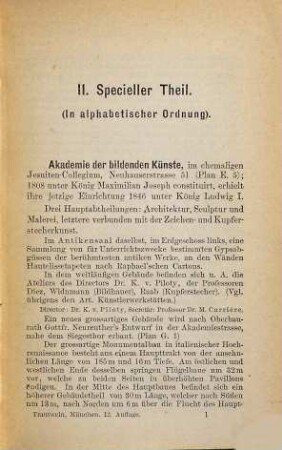 II. Specieller Theil.
(In alphabetischer Ordnung).
Akademie der bildenden Künste, im ehemaligen
Jesuiten-Collegium, Neuhauserstrasse 51 (Plan E. 5);
1808 unter König Maximilian Joseph constituirt, erhielt
ihre jetzige Einrichtung 1846 unter König Ludwig I.
Drei Hauptabtheilungen: Architektur, Sculptur und
Malerei, letztere verbunden mit der Zeichen- und Kupfer-
stecherkunst.
Im Antikensaal daselbst, im Erdgeschoss links, eine
Sammlung von für Unterrichtszwecke bestimmten Gypsab-
güssen der berühmtesten antiken Werke, an den Wänden
Hautelissetapeten nach Raphoel'schen Cartons.
In dem weitläufigen Gebäude befinden sich u. A. die
Ateliers des Directors Dr. K. v. Piloty, der Professoren
Diez, Widnmann (Bildhauer), Raab (Kupferstecher). (Vgl.
übrigens den Art. Künstlerwerkstätten.)
Director: Dr. K. v. Piloty, Secretär: Professor Dr. M. Carrière.
Ein neues grossartiges Gebäude wird nach Oberbau-
rath Gottfr. Neureuther's Entwurf in der Akademiestrasse,
nahe dem Siegesthor erbaut. (Plan G. 1)
Der grossartige Monumentalbau in italienischer Hoch-
renaissance besteht aus einem Haupttrakt von der ansehn-
lichen Länge von 165m und 16m Tiefe. Am östlichen und
westlichen Ende desselben springen Flügelbaue um 32m
vor, welche zu beiden Seiten in überhöhten Pavillens
endigen. In der Mitte des Hauptbaues befindet sich ein
höherer Gebäudetheil von 30m Länge, welcher nach Süden
um 13m, nach Norden um 6m über die Flucht des Haupt-
Trautwein, München. 12. Auflage. 1